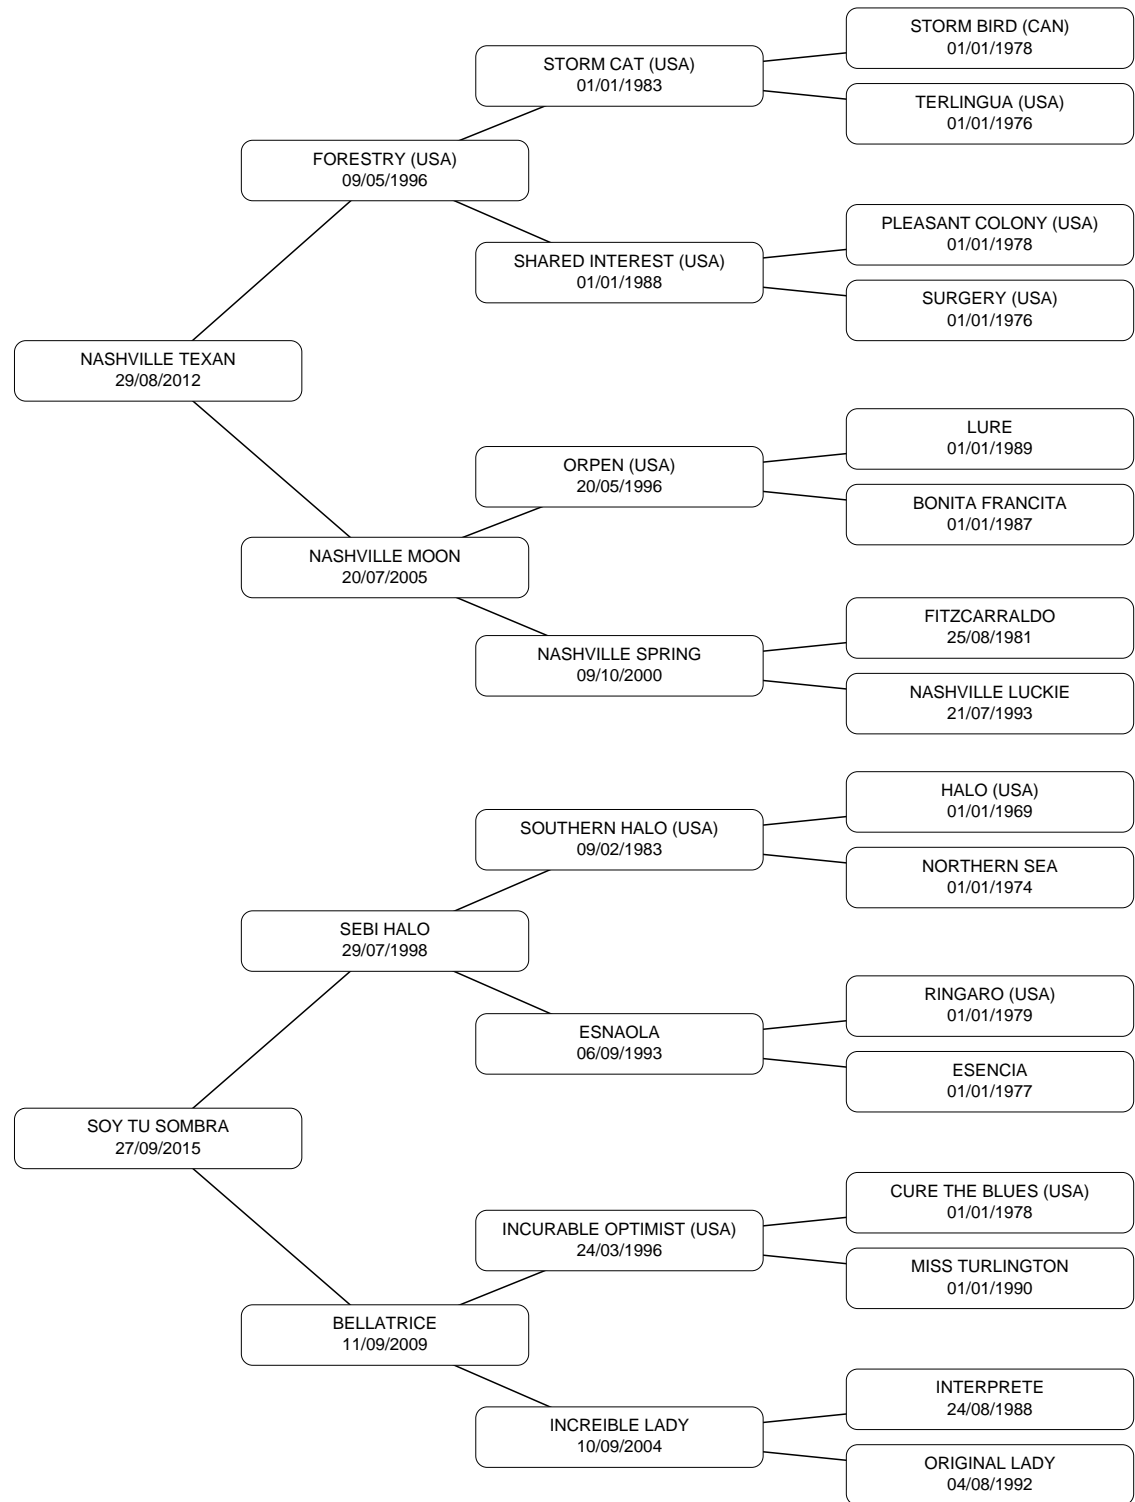 STORM BIRD (CAN)
01/01/1978
STORM CAT (USA)
01/01/1983
TERLINGUA (USA)
01/01/1976
FORESTRY (USA)
09/05/1996
PLEASANT COLONY (USA)
01/01/1978
SHARED INTEREST (USA)
01/01/1988
SURGERY (USA)
01/01/1976
NASHVILLE TEXAN
29/08/2012
LURE
01/01/1989
ORPEN (USA)
20/05/1996
BONITA FRANCITA
01/01/1987
NASHVILLE MOON
20/07/2005
FITZCARRALDO
25/08/1981
NASHVILLE SPRING
09/10/2000
NASHVILLE LUCKIE
21/07/1993
HALO (USA)
01/01/1969
SOUTHERN HALO (USA)
09/02/1983
NORTHERN SEA
01/01/1974
SEBI HALO
29/07/1998
RINGARO (USA)
01/01/1979
ESNAOLA
06/09/1993
ESENCIA
01/01/1977
SOY TU SOMBRA
27/09/2015
CURE THE BLUES (USA)
01/01/1978
INCURABLE OPTIMIST (USA)
24/03/1996
MISS TURLINGTON
01/01/1990
BELLATRICE
11/09/2009
INTERPRETE
24/08/1988
INCREIBLE LADY
10/09/2004
ORIGINAL LADY
04/08/1992